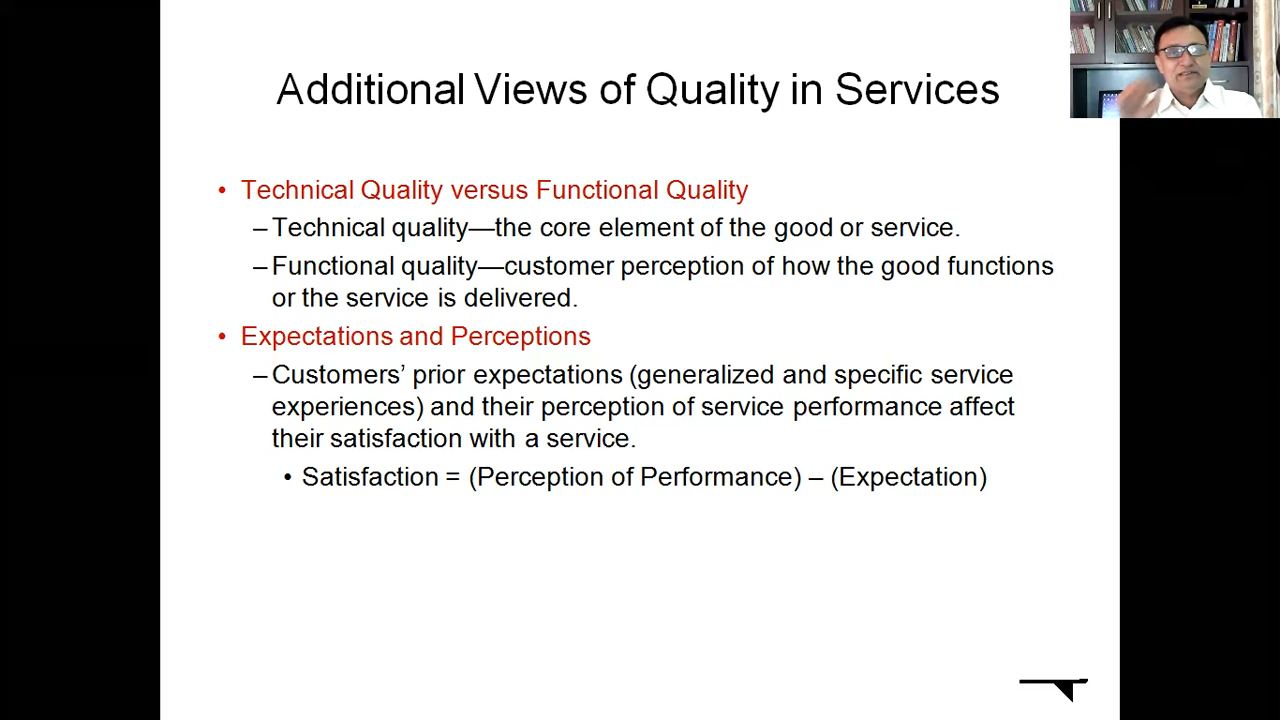 Additional Views of Quality in Services
• Technical Quality versus Functional Quality
– Technical quality—the core element of the good or service.
– Functional quality—customer perception of how the good functions
or the service is delivered.
• Expectations and Perceptions
– Customers’ prior expectations (generalized and specific service
experiences) and their perception of service performance affect
their satisfaction with a service.
• Satisfaction = (Perception of Performance) – (Expectation)